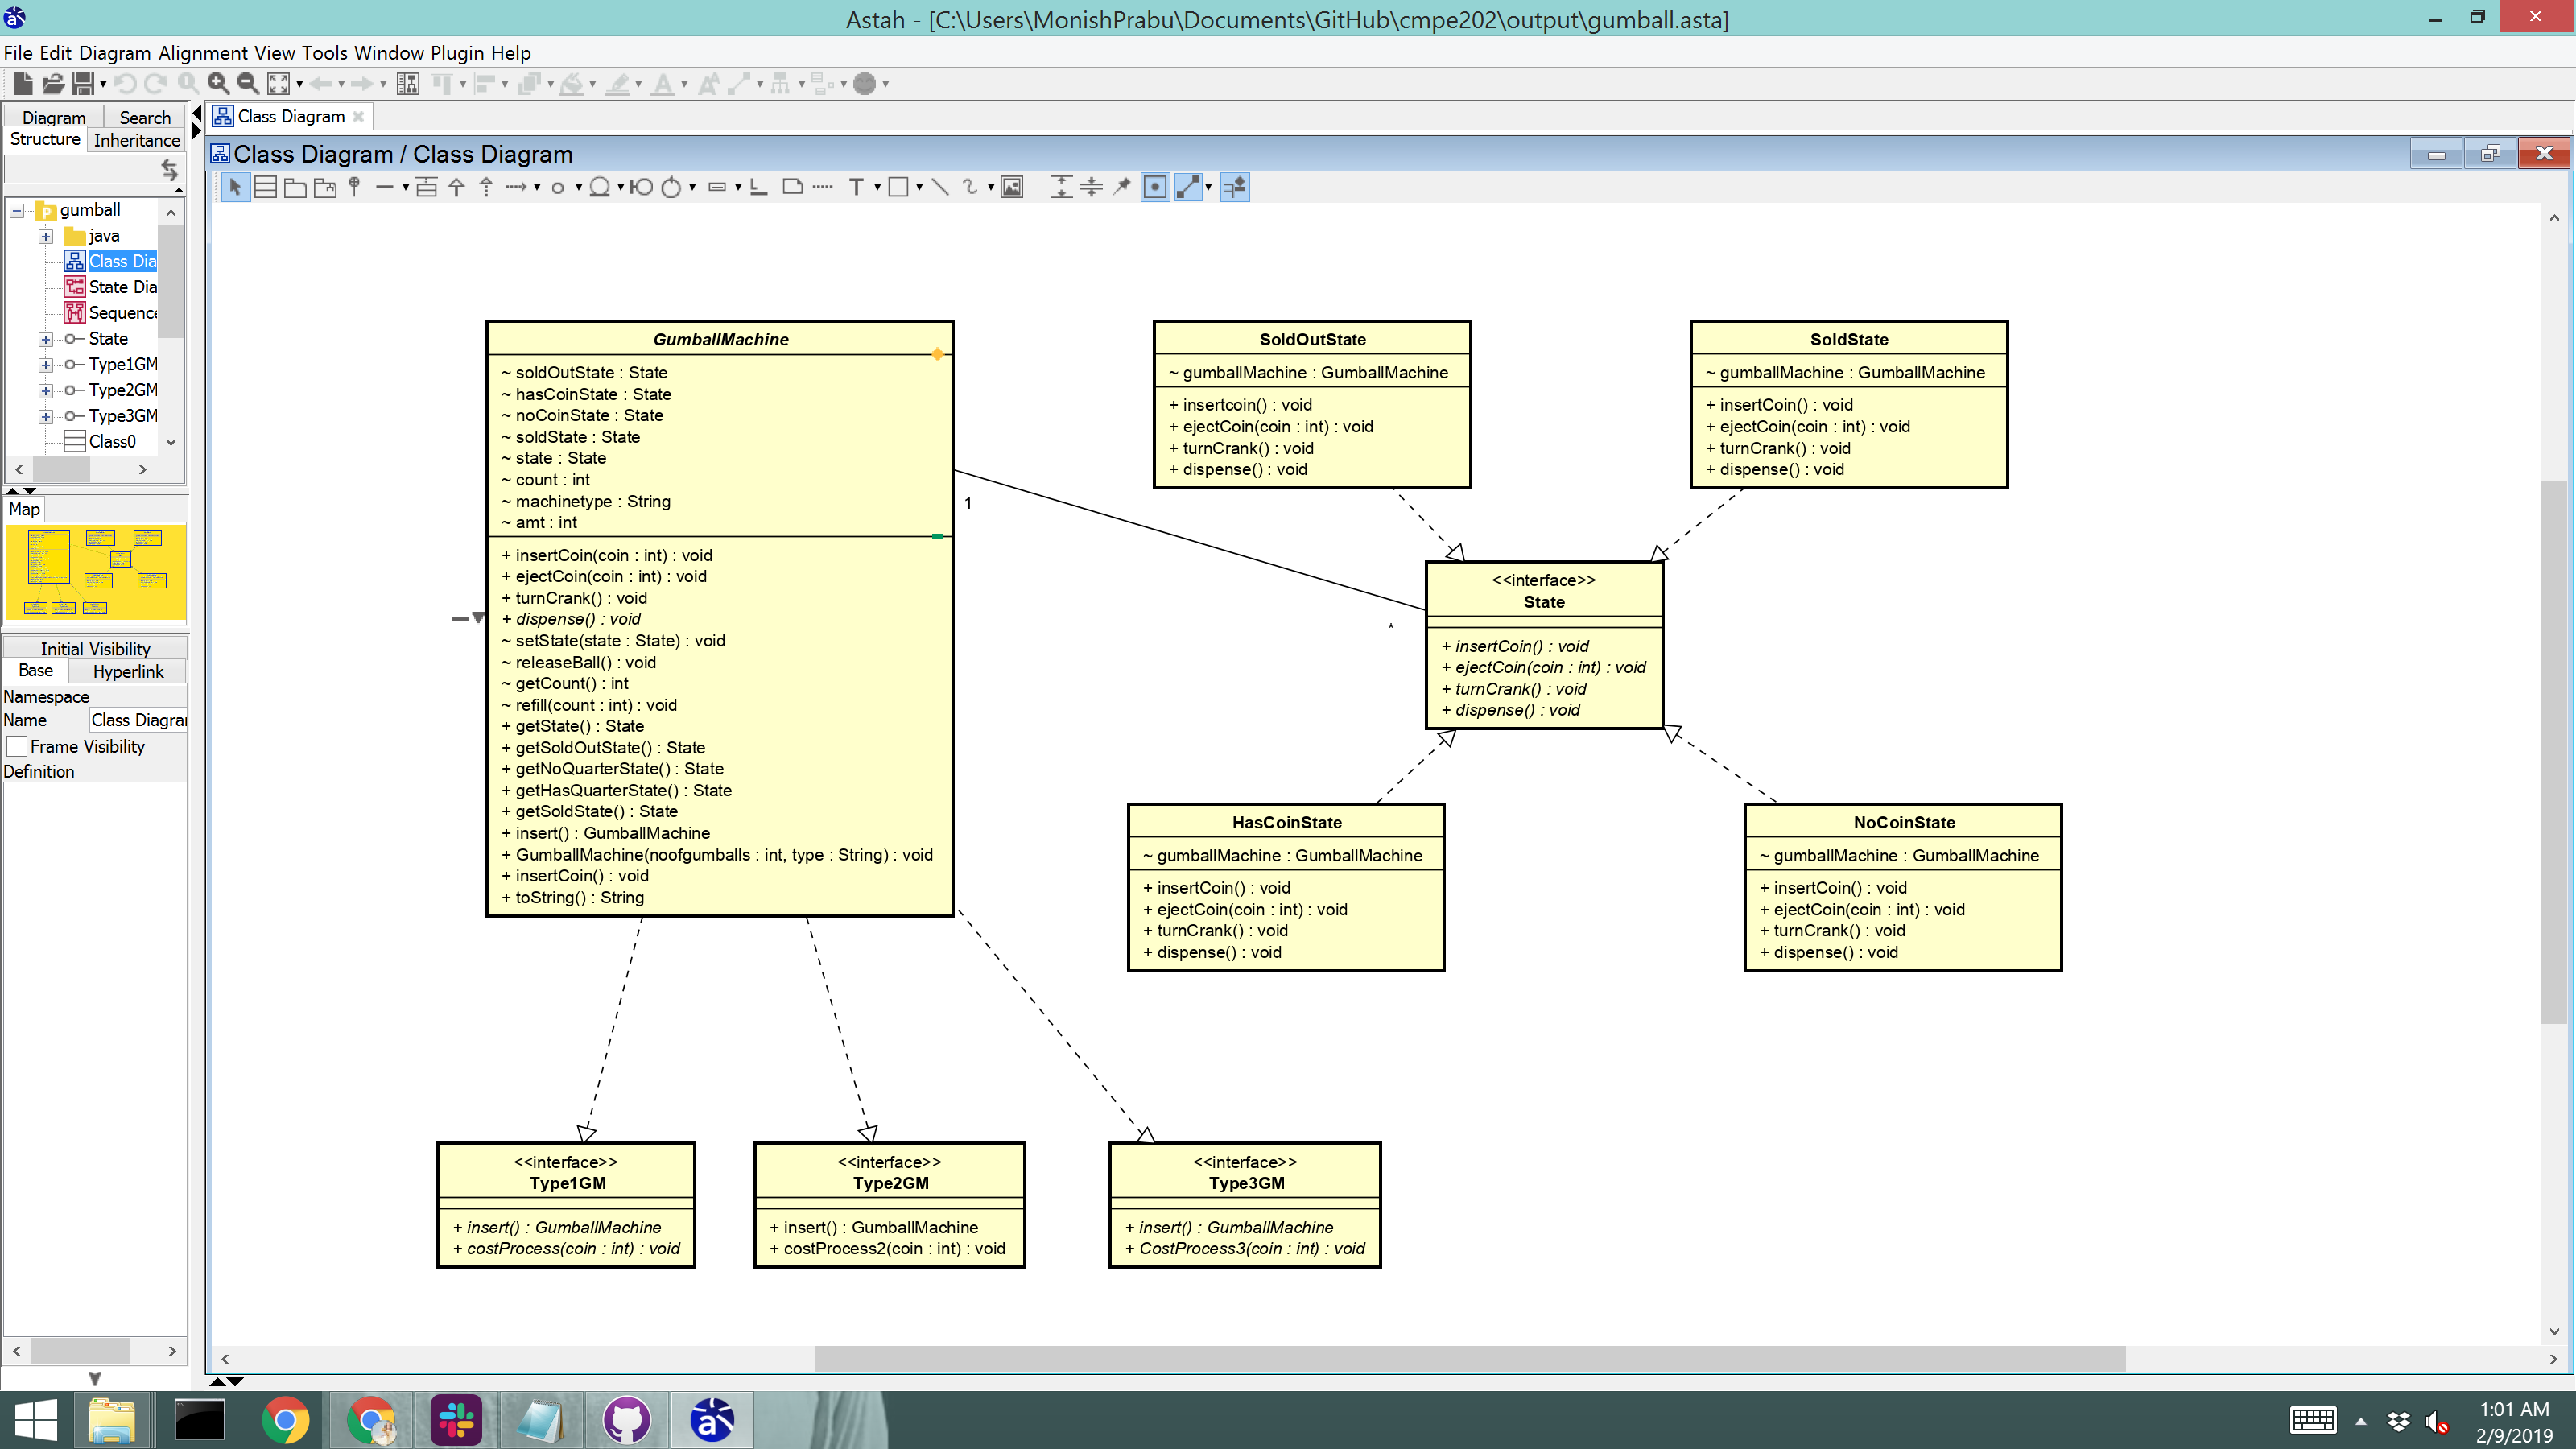 Astah - [C:\Users\MonishPrabu\Documents\GitHub\cmpe202\output\gumball.asta]
File Edit Diagram Alignment View Tools Window Plugin Help
Diagram Search
Structure Inheritance
Class Diagram
Class Diagram / Class Diagram
gumball
java
Class Dia
State Dia
Sequence
State
Type1GM
Type2GM
Type3GM
Class0
Map
Initial Visibility
Base Hyperlink
Namespace
Name Class Diagra
Frame Visibility
Definition
GumballMachine
~ soldOutState : State
~ hasCoinState : State
~ noCoinState : State
~ soldState : State
~ state : State
~ count : int
~ machinetype : String
~ amt : int
+ insertCoin(coin : int) : void
+ ejectCoin(coin : int) : void
+ turnCrank() : void
+ dispense() : void
~ setState(state : State) : void
~ releaseBall() : void
~ getCount() : int
~ refill(count : int) : void
+ getState() : State
+ getSoldOutState() : State
+ getNoQuarterState() : State
+ getHasQuarterState() : State
+ getSoldState() : State
+ insert() : GumballMachine
+ GumballMachine(noofgumballs : int, type : String) : void
+ insertCoin() : void
+ toString() : String
1
*
SoldOutState
~ gumballMachine : GumballMachine
+ insertcoin() : void
+ ejectCoin(coin : int) : void
+ turnCrank() : void
+ dispense() : void
SoldState
~ gumballMachine : GumballMachine
+ insertCoin() : void
+ ejectCoin(coin : int) : void
+ turnCrank() : void
+ dispense() : void
<<interface>>
State
+ insertCoin() : void
+ ejectCoin(coin : int) : void
+ turnCrank() : void
+ dispense() : void
HasCoinState
~ gumballMachine : GumballMachine
+ insertCoin() : void
+ ejectCoin(coin : int) : void
+ turnCrank() : void
+ dispense() : void
NoCoinState
~ gumballMachine : GumballMachine
+ insertCoin() : void
+ ejectCoin(coin : int) : void
+ turnCrank() : void
+ dispense() : void
<<interface>>
Type1GM
+ insert() : GumballMachine
+ costProcess(coin : int) : void
<<interface>>
Type2GM
+ insert() : GumballMachine
+ costProcess2(coin : int) : void
<<interface>>
Type3GM
+ insert() : GumballMachine
+ CostProcess3(coin : int) : void
1:01 AM
2/9/2019